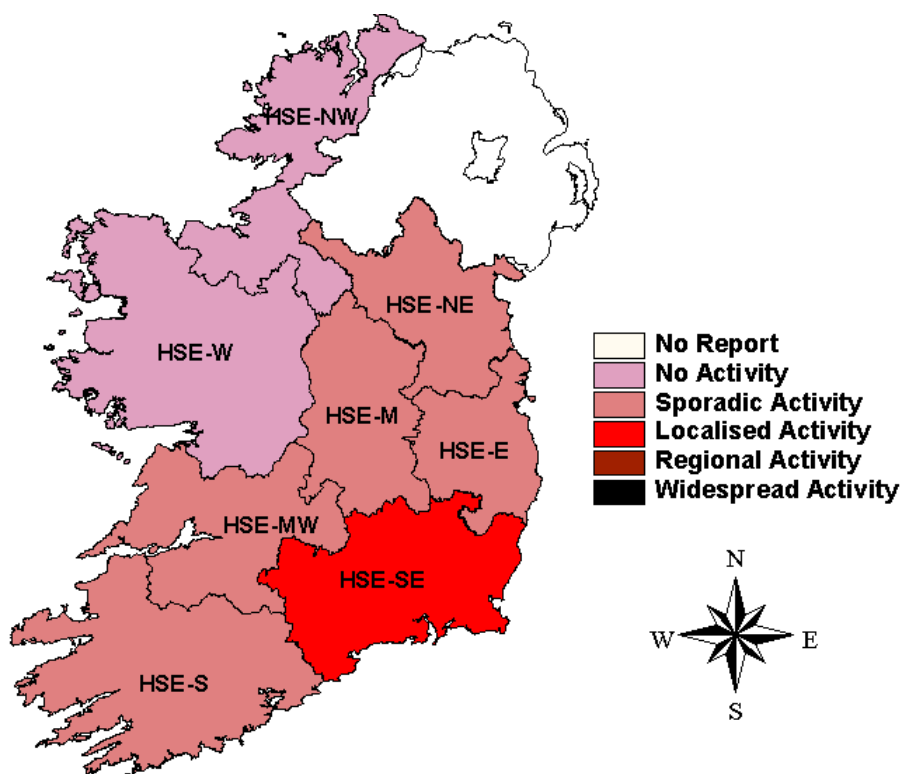 HSE-NW
HSE-NE
HSE-W
HSE-M
HSE-E
HSE-MW
HSE-SE
HSE-S
No Report
No Activity
Sporadic Activity
Localised Activity
Regional Activity
Widespread Activity
N
W E
S